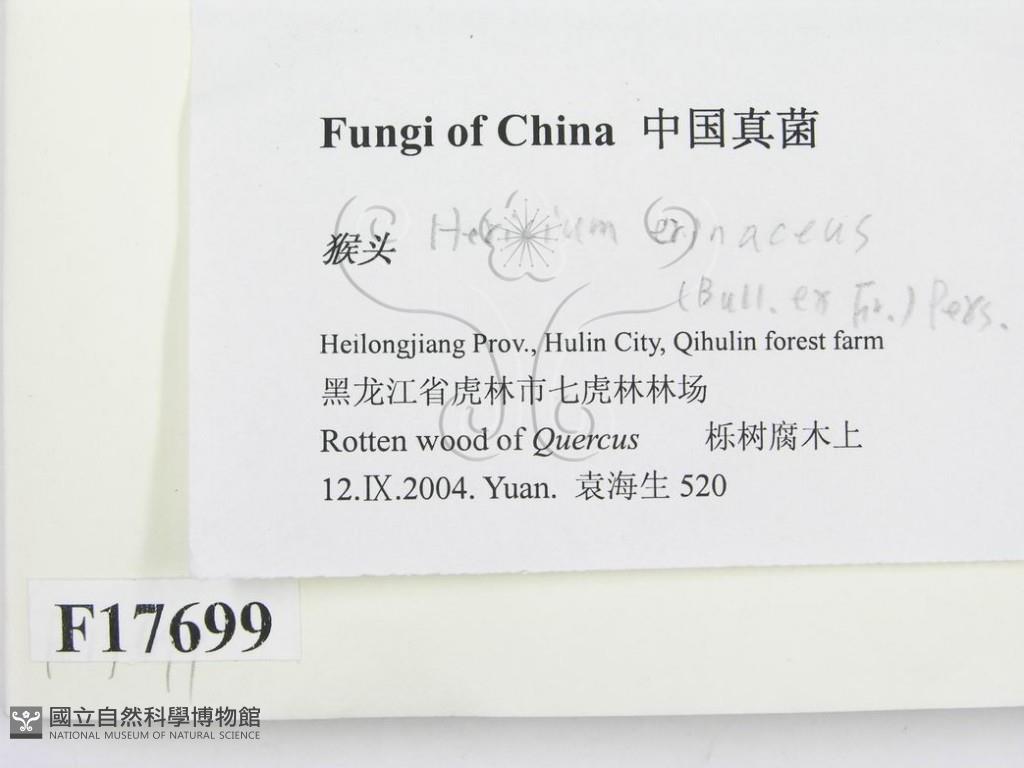 Fungi of China 中国真菌
猴头 Hericium erinaceus
(Bull. ex Fr.) Pers.
Heilongjiang Prov., Hulin City, Qihulin forest farm
黑龙江省虎林市七虎林林场
Rotten wood of Quercus 栎树腐木上
12.IX.2004. Yuan. 袁海生 520
F17699
國立自然科學博物館
NATIONAL MUSEUM OF NATURAL SCIENCE